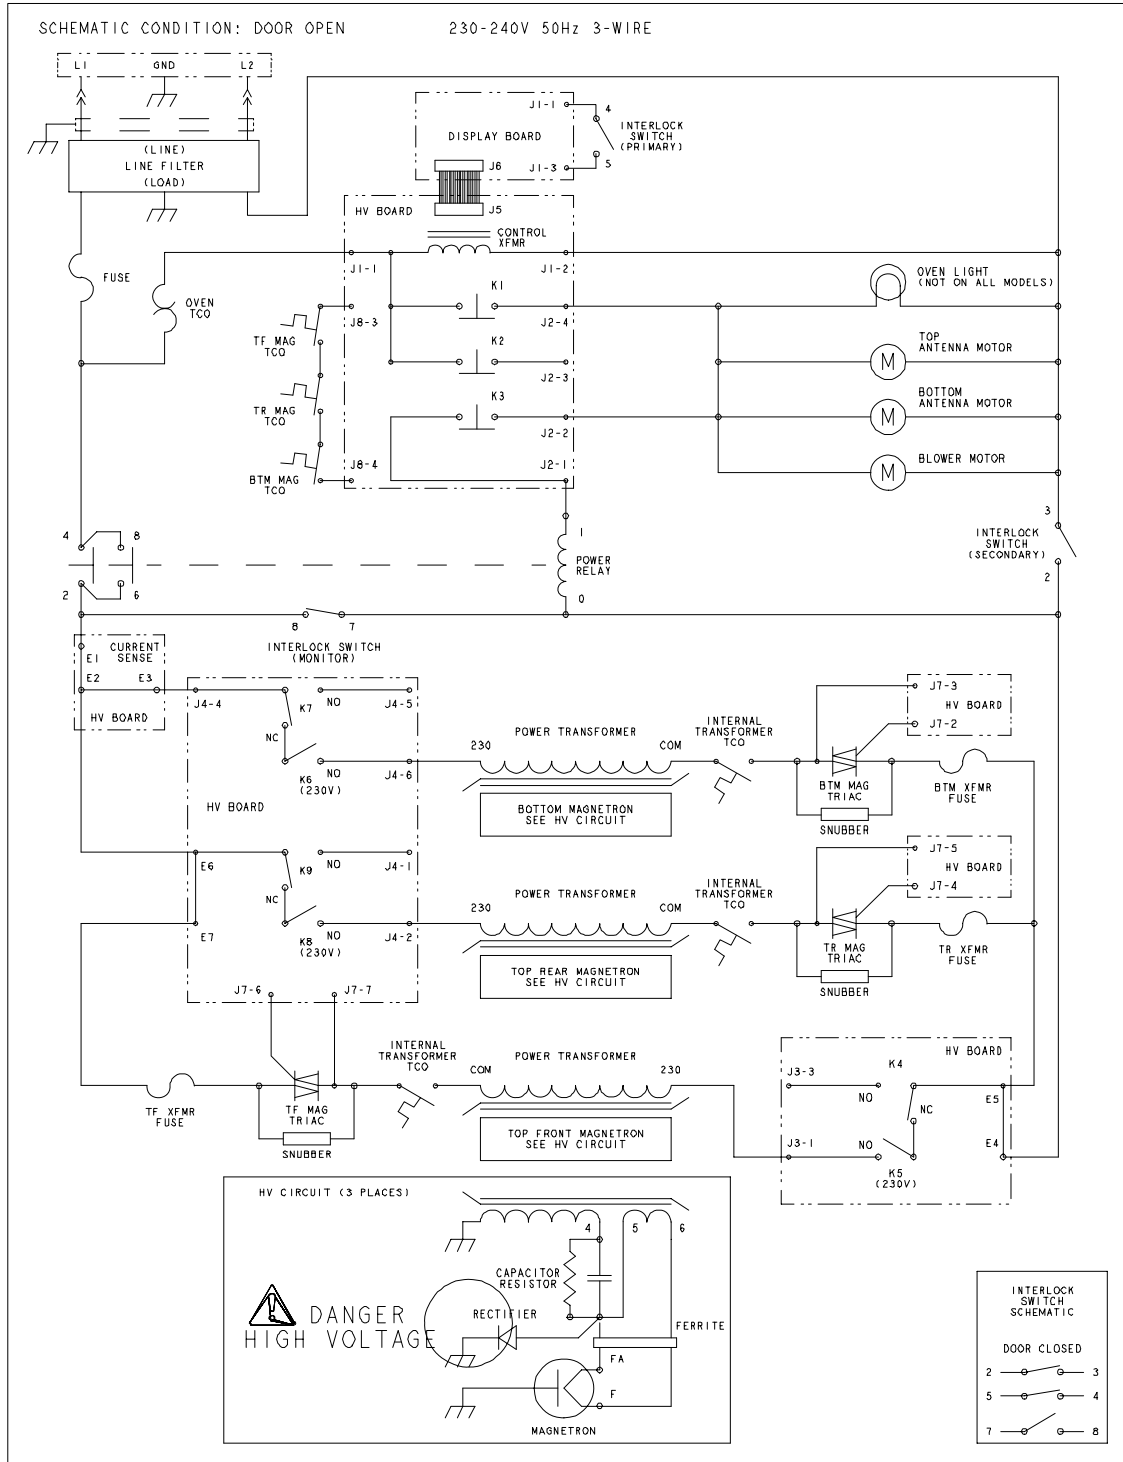 SCHEMATIC CONDITION: DOOR OPEN
230-240V 50Hz 3-WIRE
L1
GND
L2
(LINE)
LINE FILTER
(LOAD)
J1-1
DISPLAY BOARD
J1-3
J6
4
INTERLOCK
SWITCH
(PRIMARY)
5
HV BOARD
J5
CONTROL
XFMR
J1-1
J1-2
FUSE
OVEN
TCO
K1
J8-3
J2-4
OVEN LIGHT
(NOT ON ALL MODELS)
TF MAG
TCO
K2
J2-3
TOP
ANTENNA MOTOR
M
TR MAG
TCO
K3
J2-2
BOTTOM
ANTENNA MOTOR
M
BTM MAG
TCO
J8-4
J2-1
BLOWER MOTOR
M
4
8
2
6
1
POWER
RELAY
0
3
INTERLOCK
SWITCH
(SECONDARY)
2
8
7
INTERLOCK SWITCH
(MONITOR)
CURRENT
SENSE
E1
E2
E3
HV BOARD
J4-4
K7
NO
J4-5
NC
K6
(230V)
NO
J4-6
HV BOARD
230
POWER TRANSFORMER
COM
BOTTOM MAGNETRON
SEE HV CIRCUIT
INTERNAL
TRANSFORMER
TCO
J7-3
HV BOARD
J7-2
BTM MAG
TRIAC
SNUBBER
BTM XFMR
FUSE
E6
K9
NO
J4-1
NC
E7
K8
(230V)
NO
J4-2
J7-6
J7-7
230
POWER TRANSFORMER
COM
TOP REAR MAGNETRON
SEE HV CIRCUIT
INTERNAL
TRANSFORMER
TCO
J7-5
HV BOARD
J7-4
TR MAG
TRIAC
SNUBBER
TR XFMR
FUSE
TF XFMR
FUSE
TF MAG
TRIAC
SNUBBER
INTERNAL
TRANSFORMER
TCO
COM
POWER TRANSFORMER
230
TOP FRONT MAGNETRON
SEE HV CIRCUIT
HV BOARD
J3-3
K4
NO
NC
E5
J3-1
NO
K5
(230V)
E4
HV CIRCUIT (3 PLACES)
4
5
6
CAPACITOR
RESISTOR
DANGER
HIGH VOLTAGE
RECTIFIER
FERRITE
FA
F
MAGNETRON
INTERLOCK
SWITCH
SCHEMATIC
DOOR CLOSED
2 3
5 4
7 8